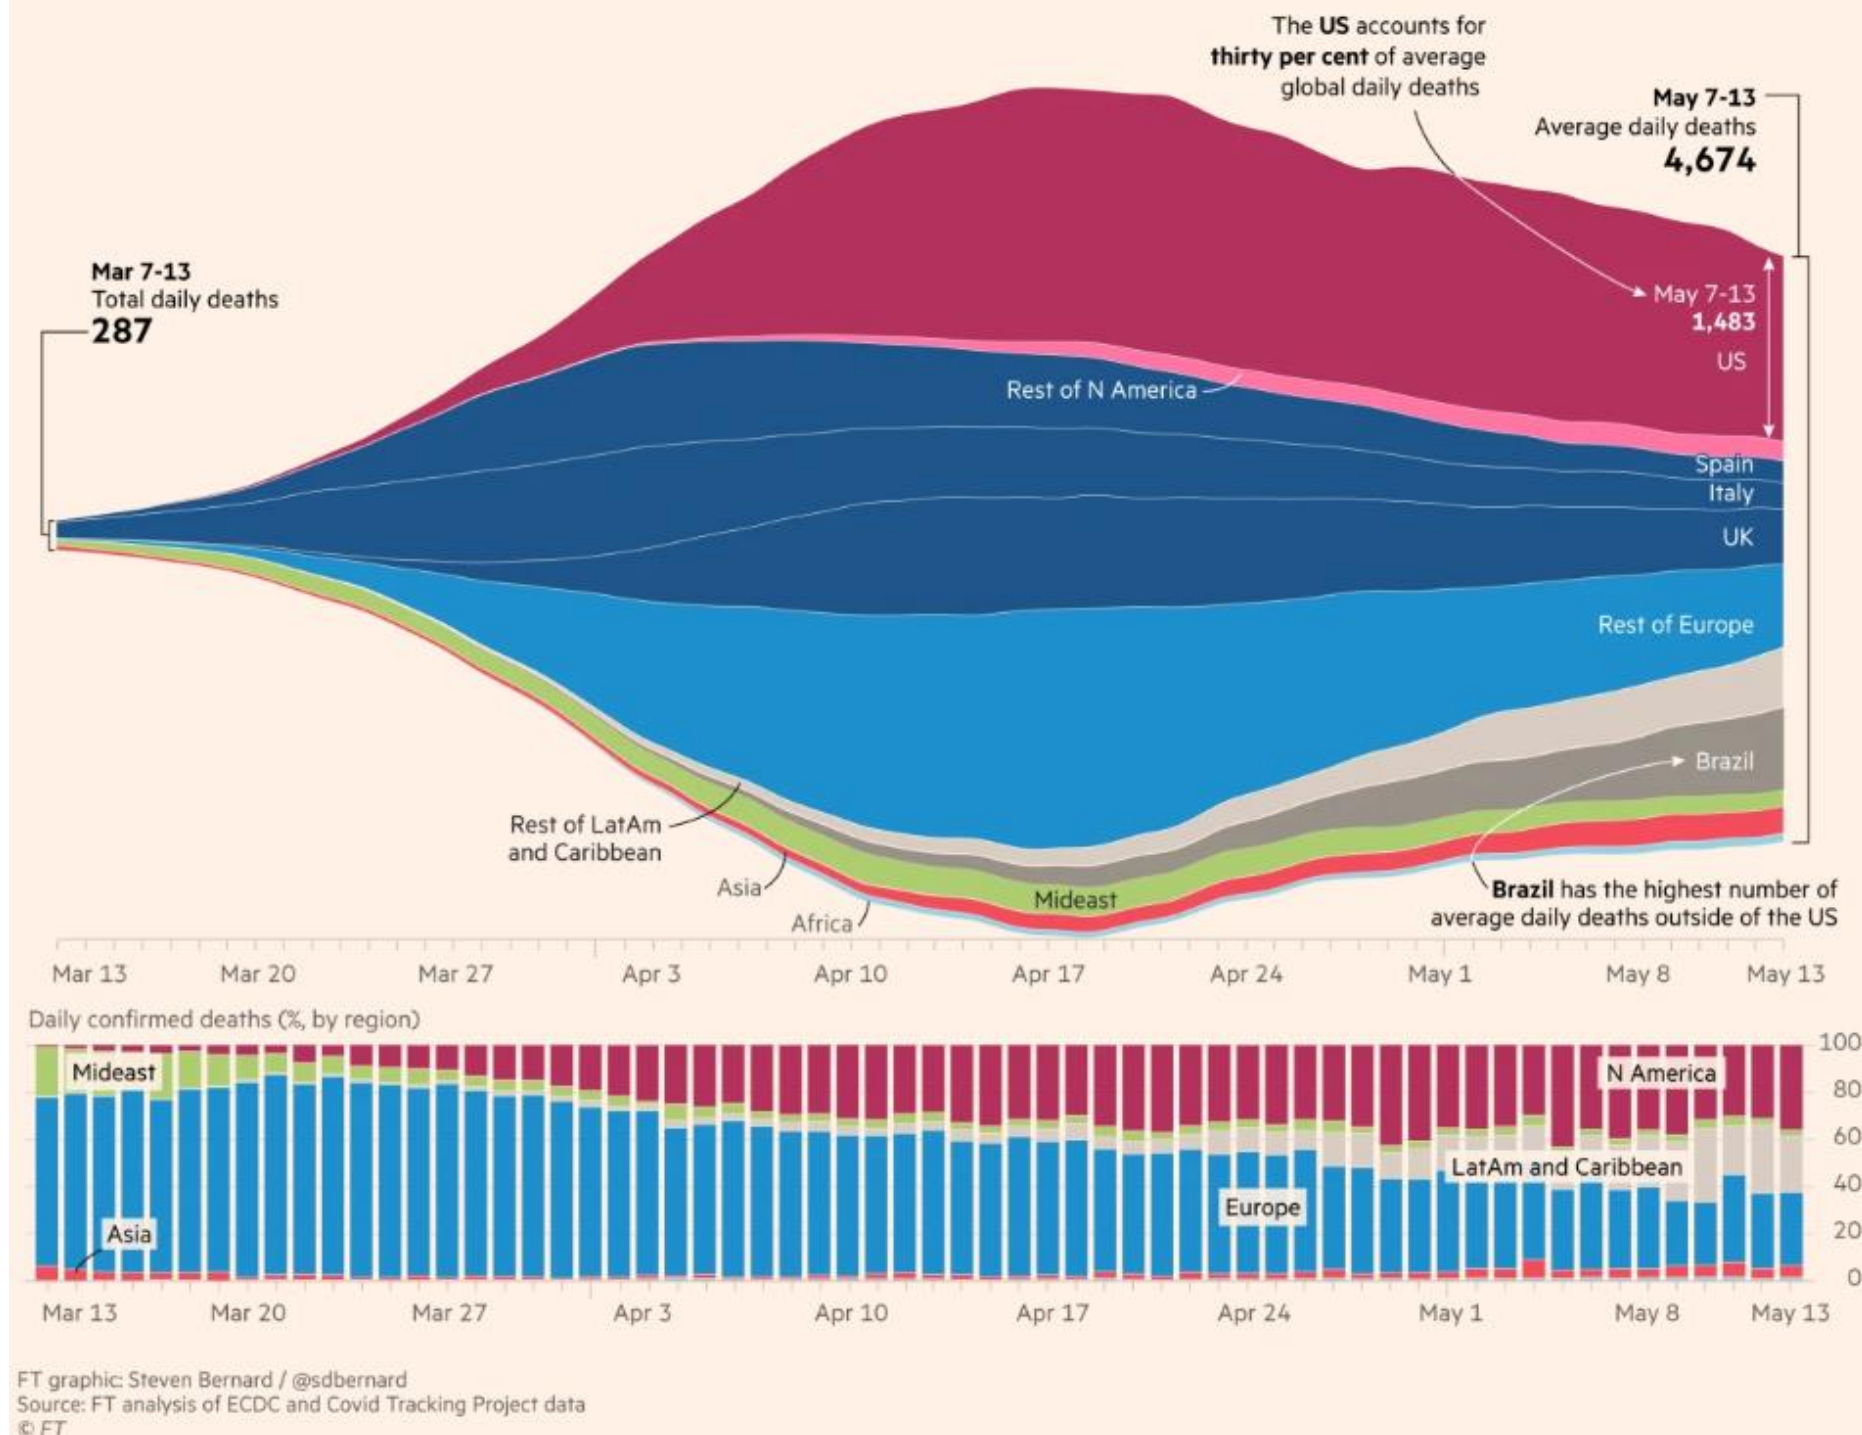 The US accounts for
thirty per cent of average
global daily deaths
May 7-13
Average daily deaths
4,674
Mar 7-13
Total daily deaths
287
May 7-13
1,483
US
Rest of N America
Spain
Italy
UK
Rest of Europe
Brazil
Rest of LatAm
and Caribbean
Asia
Africa
Mideast
Brazil has the highest number of
average daily deaths outside of the US
Mar 13 Mar 20 Mar 27 Apr 3 Apr 10 Apr 17 Apr 24 May 1 May 8 May 13
Daily confirmed deaths (%, by region)
100
Mideast
N America
80
60
LatAm and Caribbean
40
Europe
Asia
20
0
Mar 13 Mar 20 Mar 27 Apr 3 Apr 10 Apr 17 Apr 24 May 1 May 8 May 13
FT graphic: Steven Bernard / @sdbernard
Source: FT analysis of ECDC and Covid Tracking Project data
© FT